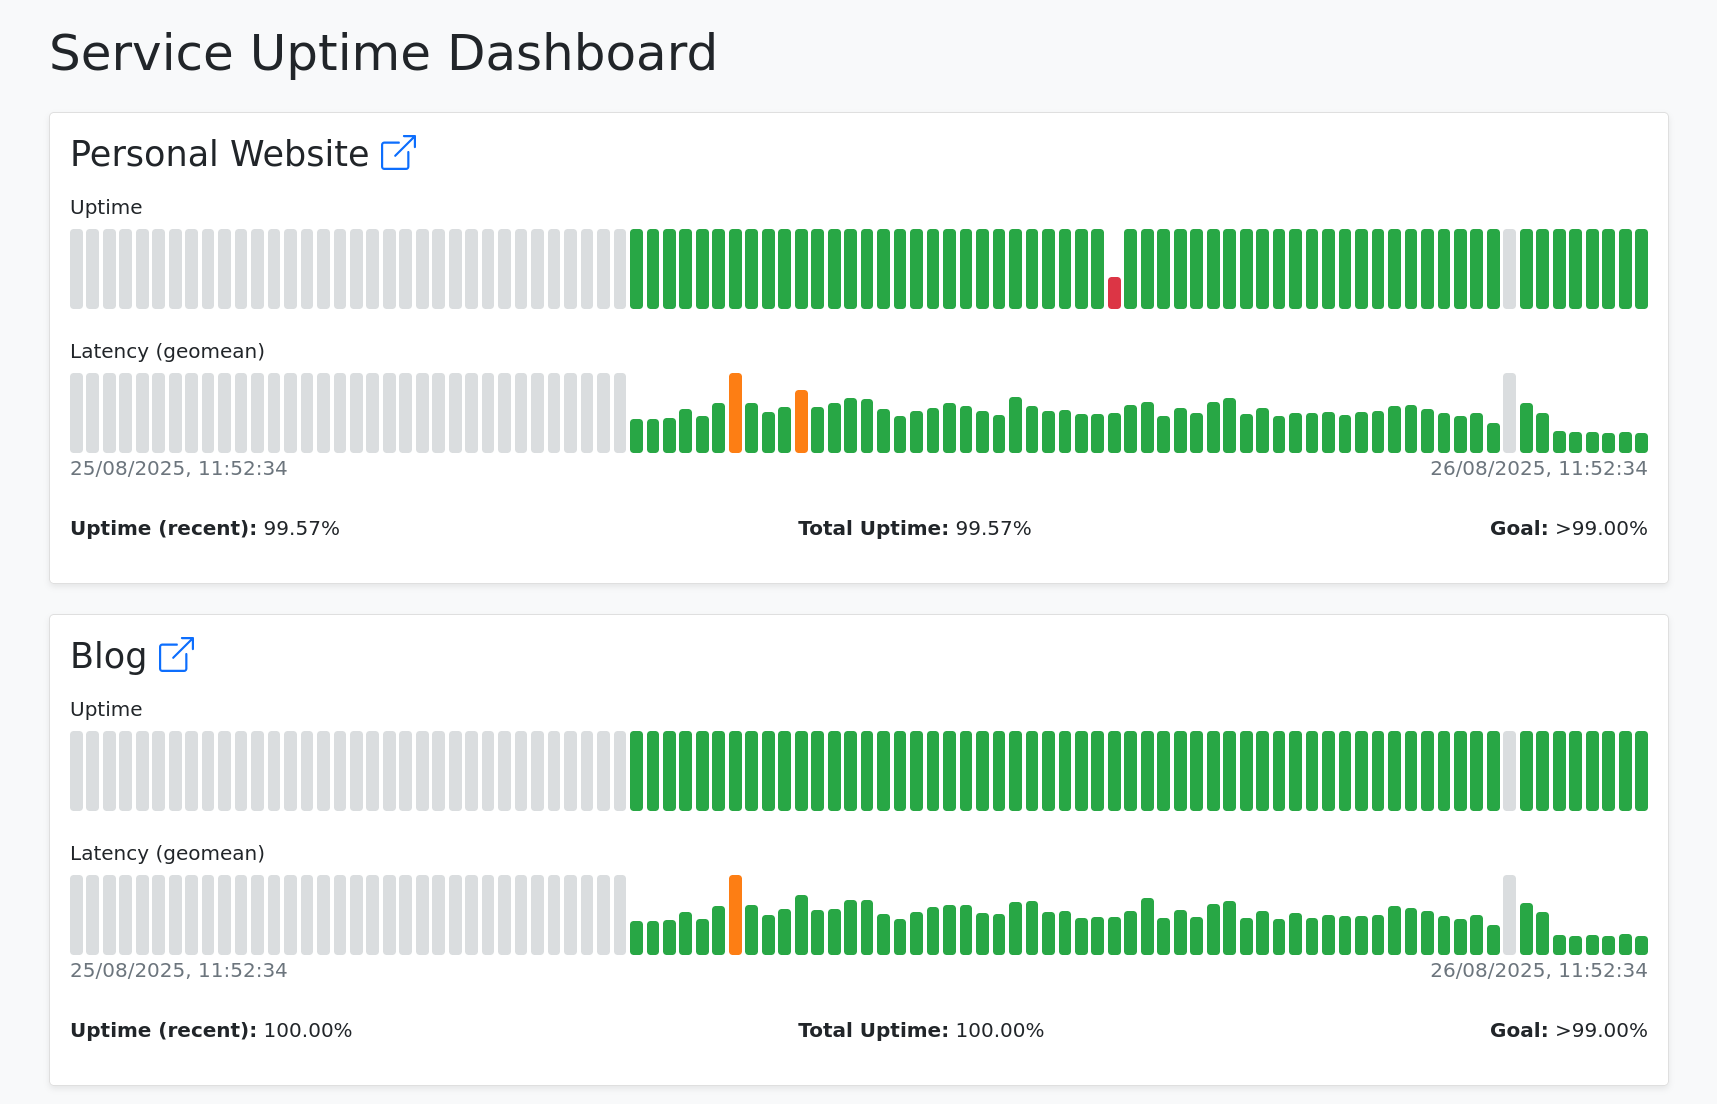 Service Uptime Dashboard
Personal Website
Uptime
Latency (geomean)
25/08/2025, 11:52:34 26/08/2025, 11:52:34
Uptime (recent): 99.57% Total Uptime: 99.57% Goal: >99.00%
Blog
Uptime
Latency (geomean)
25/08/2025, 11:52:34 26/08/2025, 11:52:34
Uptime (recent): 100.00% Total Uptime: 100.00% Goal: >99.00%